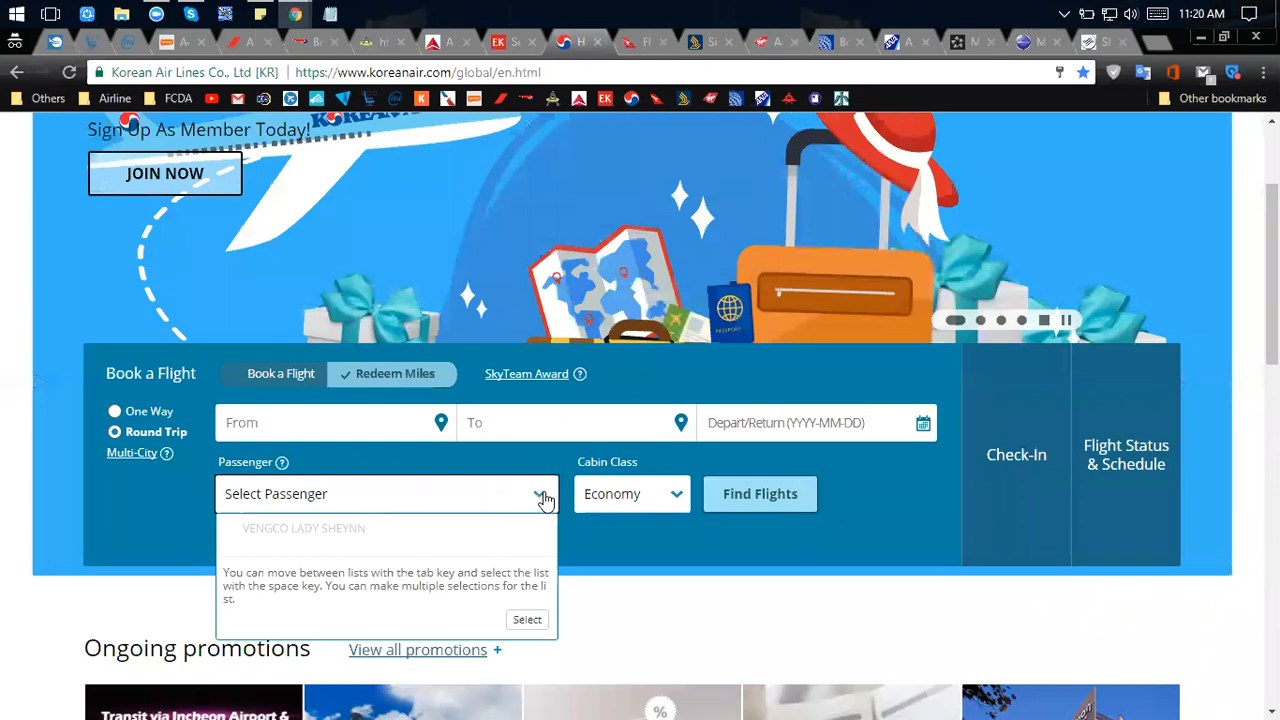 11:20 AM
Korean Air Lines Co., Ltd [KR]
https://www.koreanair.com/global/en.html
Others
Airline
FCDA
Other bookmarks
Sign Up As Member Today!
JOIN NOW
PASSPORT
Book a Flight
Book a Flight
Redeem Miles
SkyTeam Award
One Way
Round Trip
Multi-City
From
To
Depart/Return (YYYY-MM-DD)
Passenger
Cabin Class
Select Passenger
Economy
Find Flights
Check-In
Flight Status
& Schedule
VENGCO LADY SHEYNN
You can move between lists with the tab key and select the list
with the space key. You can make multiple selections for the li
st.
Select
Ongoing promotions
View all promotions +
Transit via Incheon Airport &
%